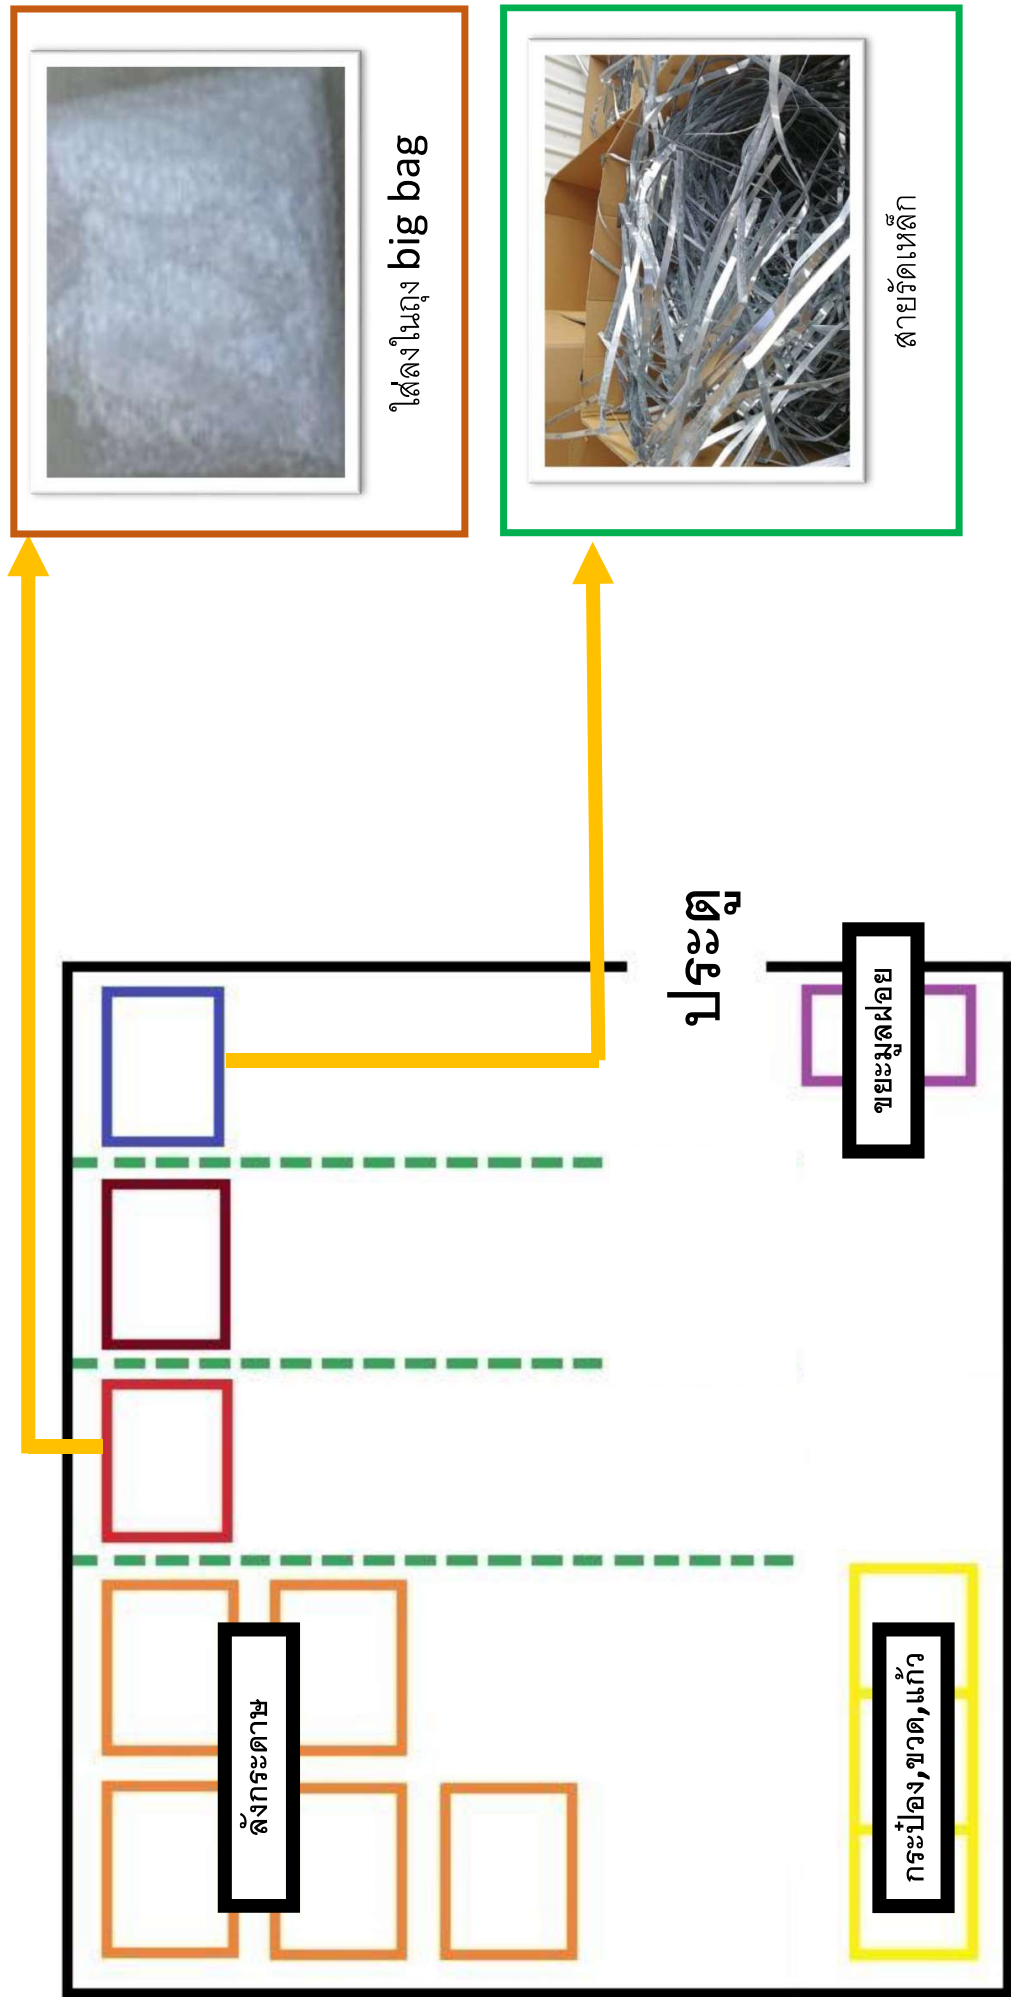 ลังกระดาษ
กระป๋อง,ขวด,แก้ว
ประตู
ขยะมูลฝอย
ใส่ลงในถุง big bag
สายรัดเหล็ก